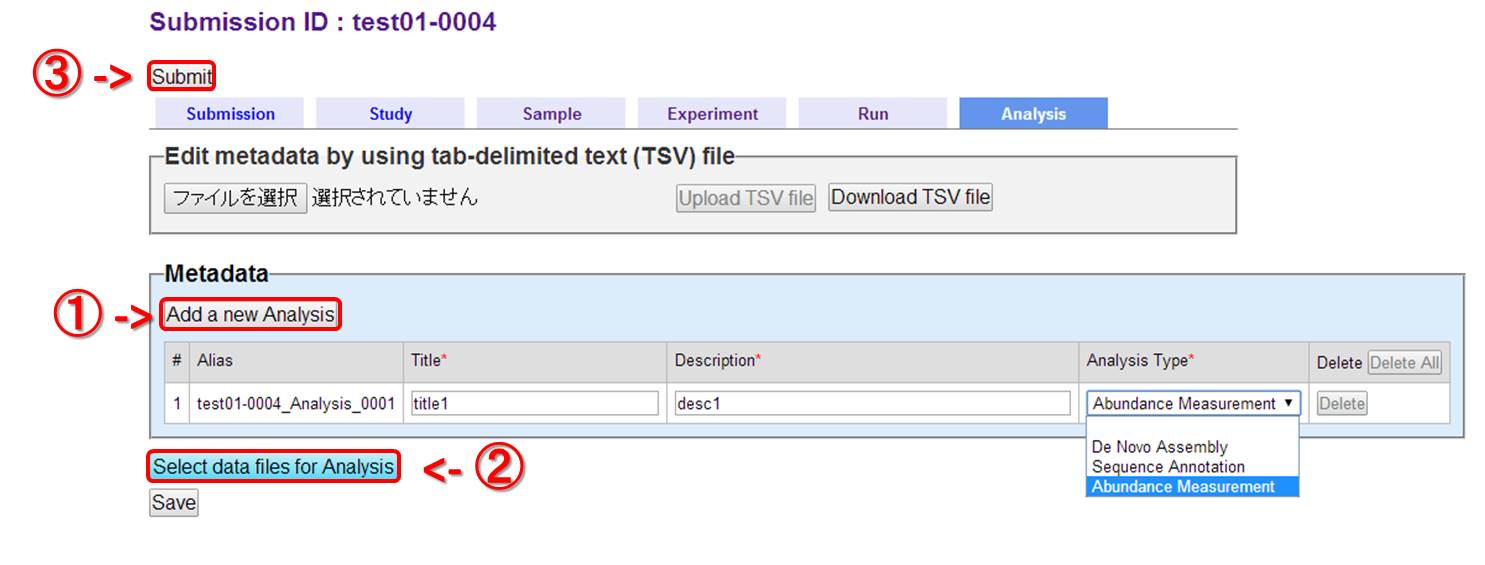 Submission ID : test01-0004
③ -> Submit
Submission Study Sample Experiment Run Analysis
Edit metadata by using tab-delimited text (TSV) file
ファイルを選択 選択されていません Upload TSV file Download TSV file
Metadata
① -> Add a new Analysis
# Alias Title* Description* Analysis Type* Delete Delete All
1 test01-0004_Analysis_0001 title1 desc1 Abundance Measurement ▼ Delete
De Novo Assembly
Sequence Annotation
Abundance Measurement
Select data files for Analysis <- ②
Save